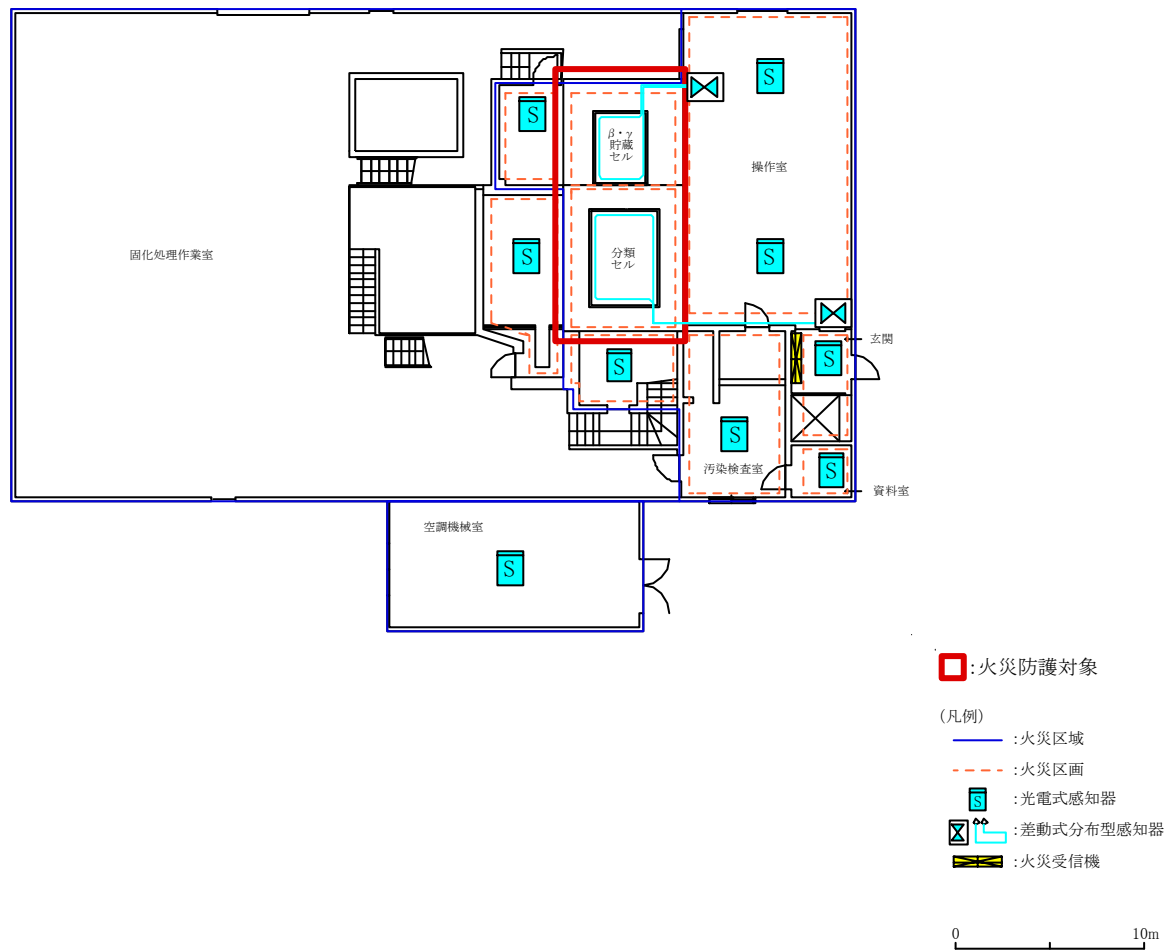 S
S
β・γ
貯蔵
セル
操作室
固化処理作業室
S
分類
セル
S
玄関
S
S
S
汚染検査室
S
資料室
空調機械室
S
:火災防護対象
(凡例)
:火災区域
:火災区画
S :光電式感知器
:差動式分布型感知器
:火災受信機
0 10m